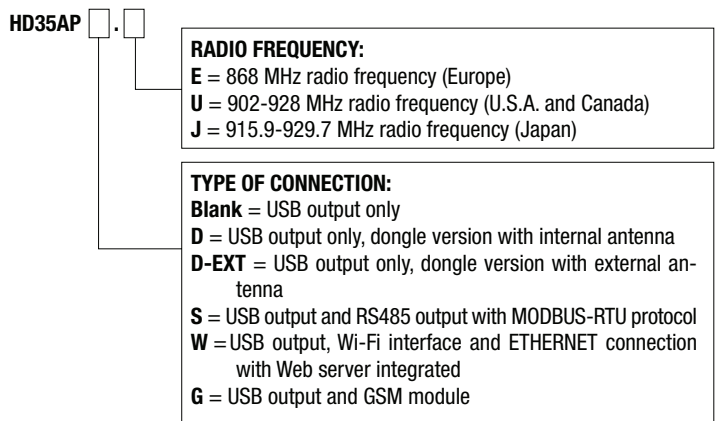 HD35AP .
RADIO FREQUENCY:
E = 868 MHz radio frequency (Europe)
U = 902-928 MHz radio frequency (U.S.A. and Canada)
J = 915.9-929.7 MHz radio frequency (Japan)
TYPE OF CONNECTION:
Blank = USB output only
D = USB output only, dongle version with internal antenna
D-EXT = USB output only, dongle version with external an-
tenna
S = USB output and RS485 output with MODBUS-RTU protocol
W = USB output, Wi-Fi interface and ETHERNET connection
with Web server integrated
G = USB output and GSM module